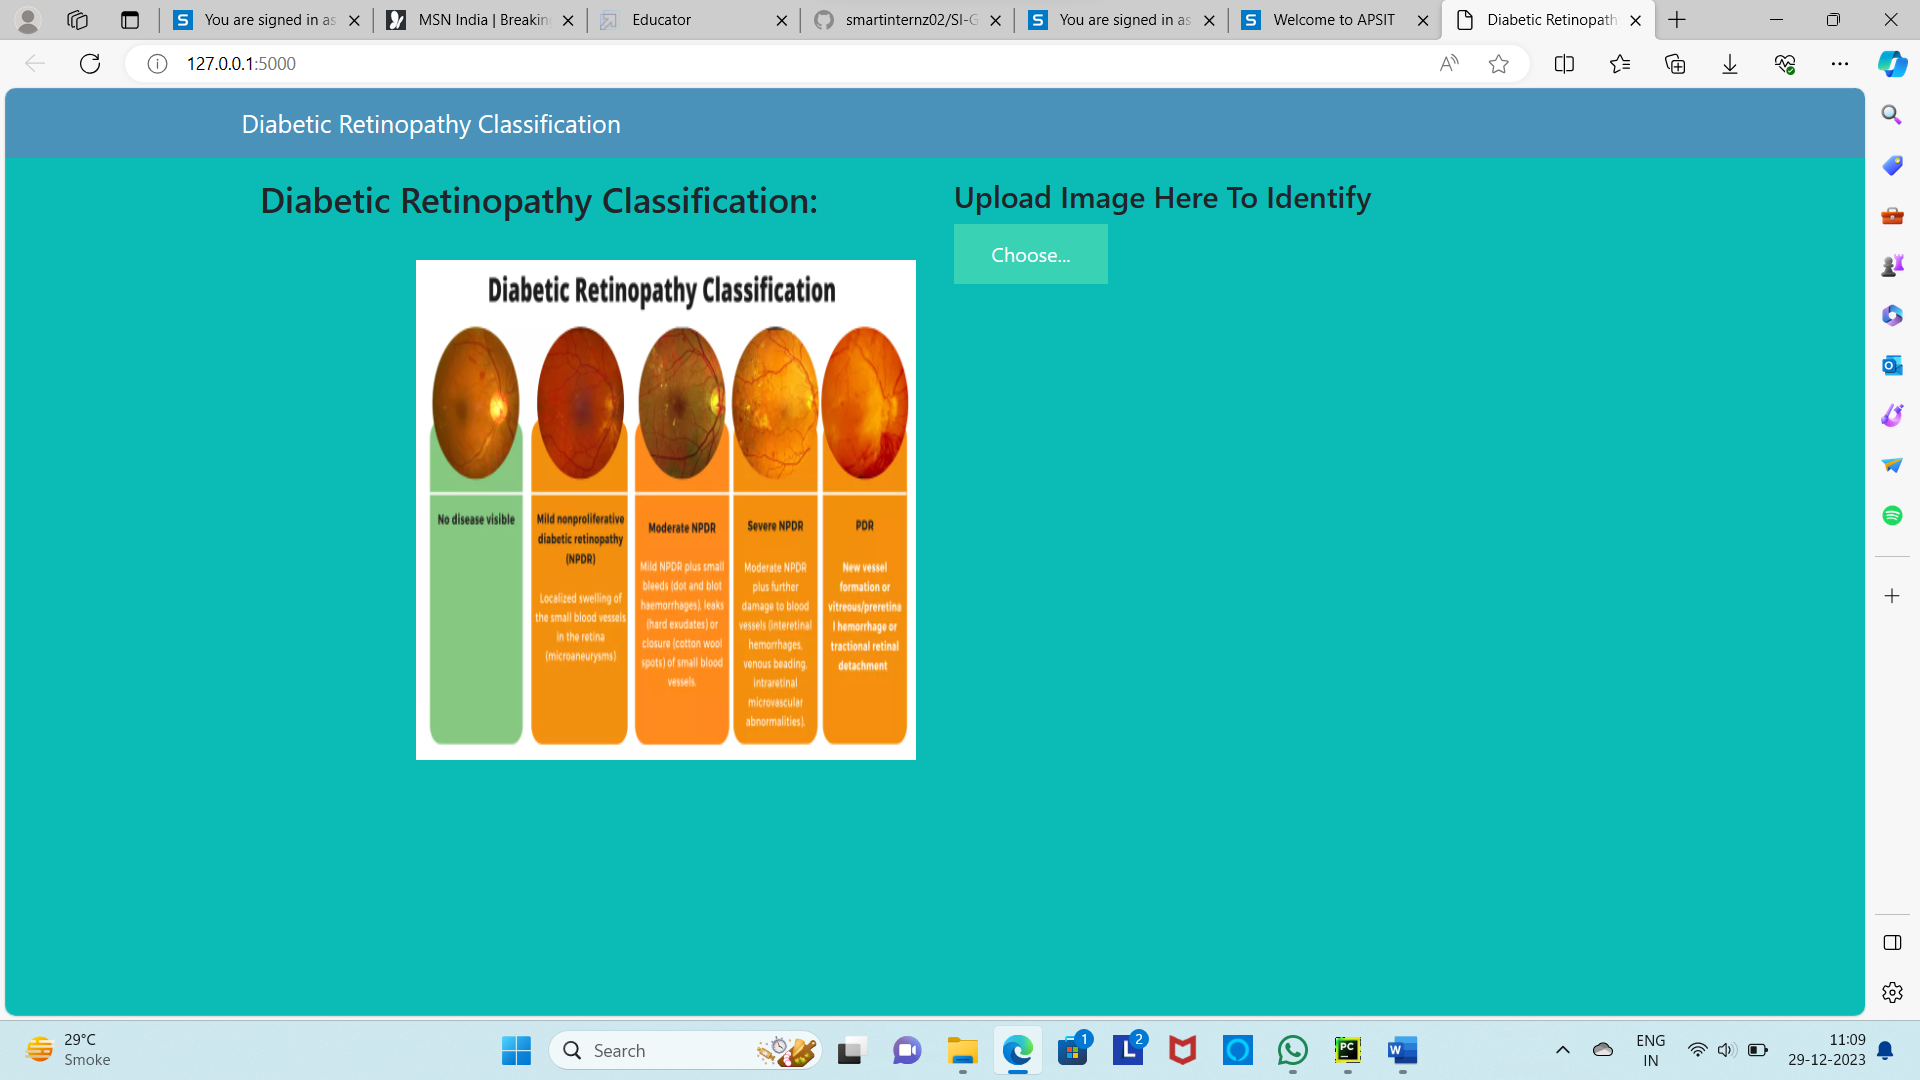 You are signed in as
MSN India | Breakin
Educator
smartinternz02/SI-G
You are signed in as
Welcome to APSIT
Diabetic Retinopath
127.0.0.1:5000
Diabetic Retinopathy Classification
Diabetic Retinopathy Classification:
Upload Image Here To Identify
Choose...
Diabetic Retinopathy Classification
No disease visible
Mild nonproliferative
diabetic retinopathy
(NPDR)
Localized swelling of
the small blood vessels
in the retina
(microaneurysms)
Moderate NPDR
Mild NPDR plus small
bleeds (dot and blot
haemorrhages), leaks
(hard exudates) or
closure (cotton wool
spots) of small blood
vessels.
Severe NPDR
Moderate NPDR
plus further
damage to blood
vessels (interetinal
hemorrhages,
venous beading,
intraretinal
microvascular
abnormalities).
PDR
New vessel
formation or
vitreous/preretina
l hemorrhage or
tractional retinal
detachment
29°C
Smoke
Search
1
2
ENG
IN
11:09
29-12-2023